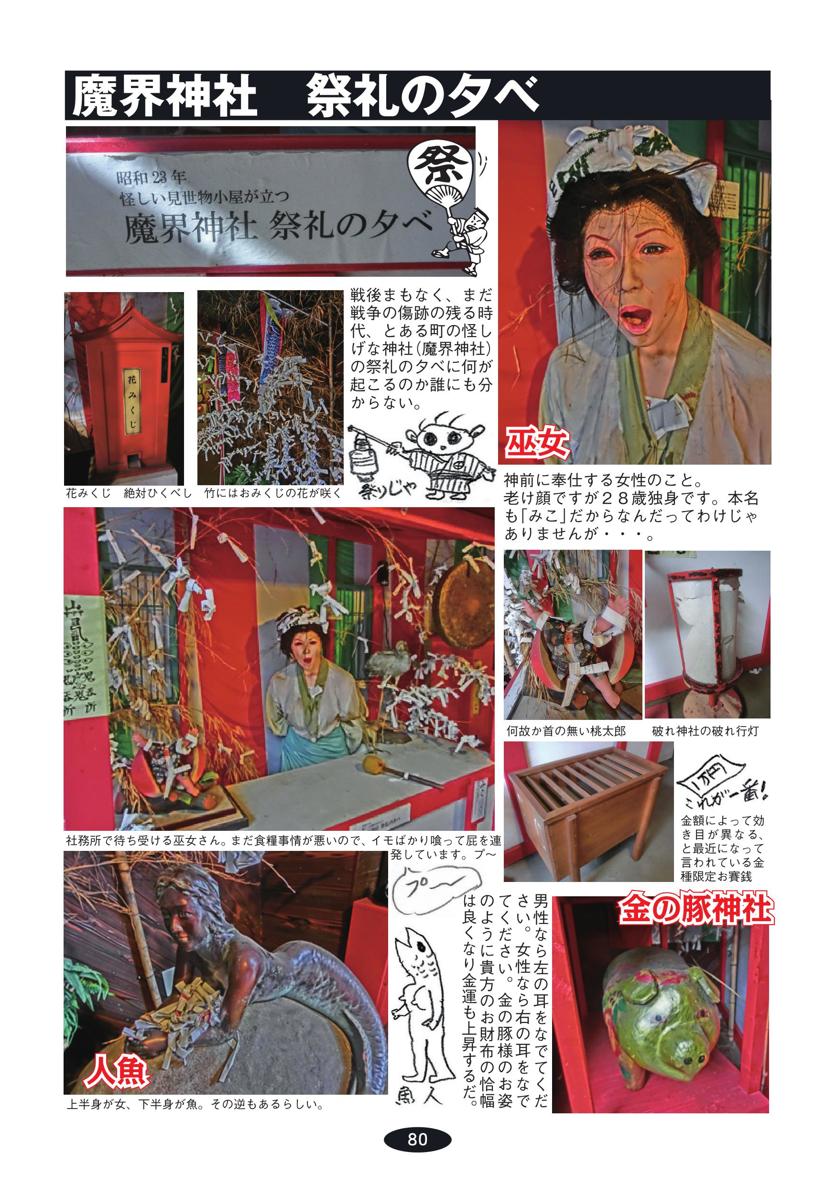 魔界神社　祭礼の夕べ
昭和23年
怪しい見世物小屋が立つ
魔界神社 祭礼の夕べ
祭
戦後まもなく、まだ
戦争の傷跡の残る時
代、とある町の怪し
げな神社（魔界神社）
の祭礼の夕べに何が
起こるのか誰にも分
からない。
祭りじゃ
花みくじ
花みくじ　絶対ひくべし
竹にはおみくじの花が咲く
巫女
神前に奉仕する女性のこと。
老け顔ですが２８歳独身です。本名
も「みこ」だからなんだってわけじゃ
ありませんが・・・。
社務所で待ち受ける巫女さん。まだ食糧事情が悪いので、イモばかり喰って屁を連
発しています。プ〜
何故か首の無い桃太郎
破れ神社の破れ行灯
1万円
これが一番!
金額によって効
き目が異なる、
と最近になって
言われている金
種限定お賽銭
人魚
上半身が女、下半身が魚。その逆もあるらしい。
プ〜
魚人
金の豚神社
男性なら左の耳をなでてくだ
さい。女性なら右の耳をなで
てください。金の豚様のお姿
のように貴方のお財布の恰幅
は良くなり金運も上昇するだ。
80